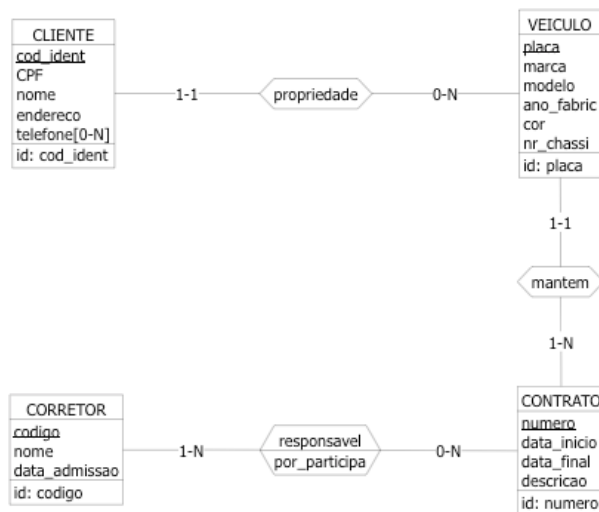 CLIENTE
cod_ident
CPF
nome
endereco
telefone[0-N]
id: cod_ident
1-1
propriedade
0-N
VEICULO
placa
marca
modelo
ano_fabric
cor
nr_chassi
id: placa
1-1
mantem
1-N
CORRETOR
codigo
nome
data_admissao
id: codigo
1-N
responsavel
por_participa
0-N
CONTRATO
numero
data_inicio
data_final
descricao
id: numero